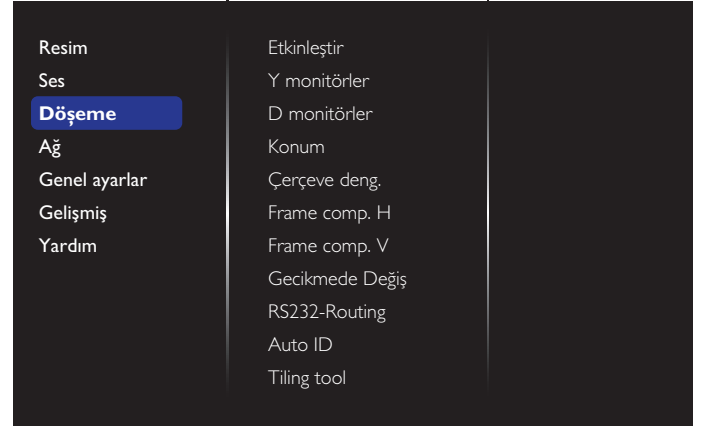 Resim
Ses
Döşeme
Ağ
Genel ayarlar
Gelişmiş
Yardım
Etkinleştir
Y monitörler
D monitörler
Konum
Çerçeve deng.
Frame comp. H
Frame comp. V
Gecikmede Değiş
RS232-Routing
Auto ID
Tiling tool